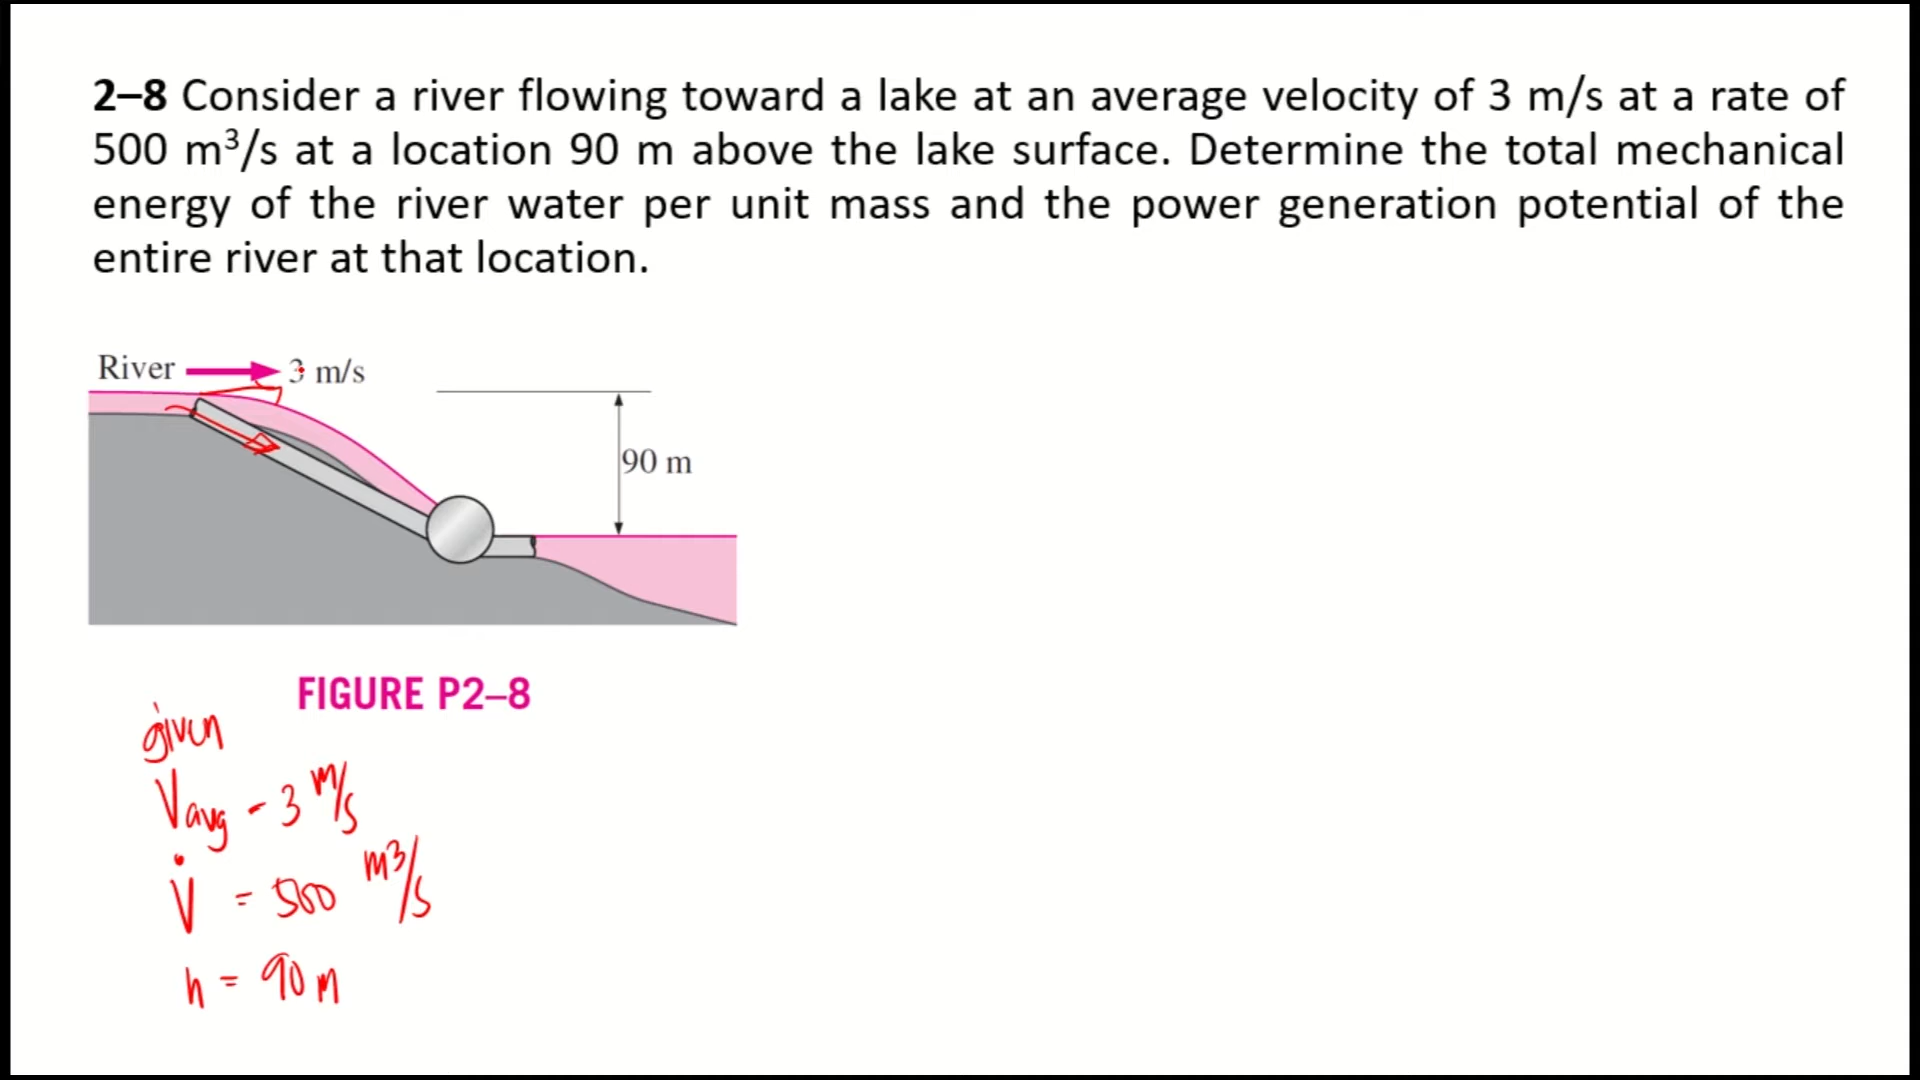 2–8 Consider a river flowing toward a lake at an average velocity of 3 m/s at a rate of
500 m³/s at a location 90 m above the lake surface. Determine the total mechanical
energy of the river water per unit mass and the power generation potential of the
entire river at that location.
River 3 m/s
90 m
FIGURE P2–8
given
Vavg - 3 m/s
V̇ = 500 m3/s
h = 90 m